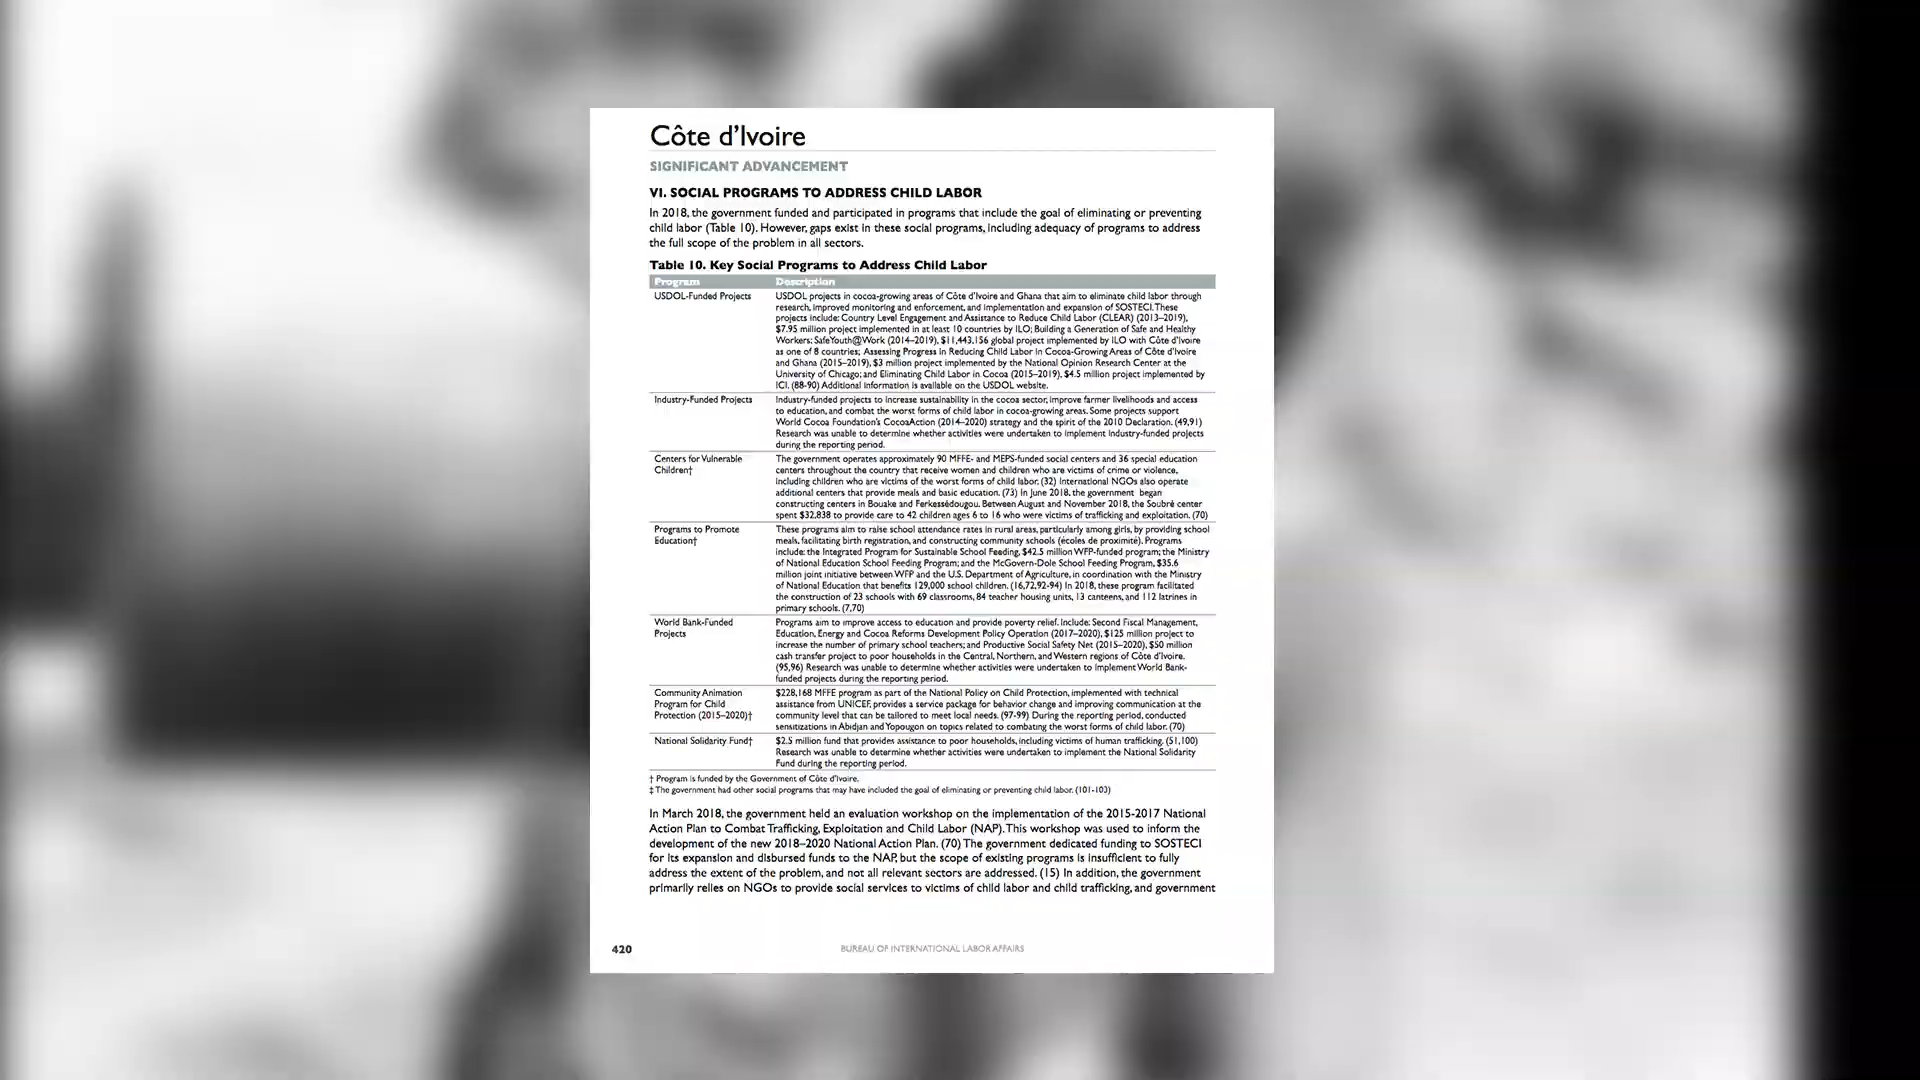 Côte d'Ivoire
SIGNIFICANT ADVANCEMENT
VI. SOCIAL PROGRAMS TO ADDRESS CHILD LABOR
In 2018, the government funded and participated in programs that include the goal of eliminating or preventing
child labor (Table 10). However, gaps exist in these social programs, including adequacy of programs to address
the full scope of the problem in all sectors.
Table 10. Key Social Programs to Address Child Labor
Program Description
USDOL-Funded Projects USDOL projects in cocoa-growing areas of Côte d'Ivoire and Ghana that aim to eliminate child labor through
research, improved monitoring and enforcement, and implementation and expansion of SOSTECI. These
projects include: Country Level Engagement and Assistance to Reduce Child Labor (CLEAR) (2013–2019),
$7.95 million project implemented in at least 10 countries by ILO; Building a Generation of Safe and Healthy
Workers: SafeYouth@Work (2014–2019), $11,443,156 global project implemented by ILO with Côte d'Ivoire
as one of 8 countries; Assessing Progress in Reducing Child Labor in Cocoa-Growing Areas of Côte d'Ivoire
and Ghana (2015–2019), $3 million project implemented by the National Opinion Research Center at the
University of Chicago; and Eliminating Child Labor in Cocoa (2015–2019), $4.5 million project implemented by
ICI. (88-90) Additional information is available on the USDOL website.
Industry-Funded Projects Industry-funded projects to increase sustainability in the cocoa sector, improve farmer livelihoods and access
to education, and combat the worst forms of child labor in cocoa-growing areas. Some projects support
World Cocoa Foundation's CocoaAction (2014–2020) strategy and the spirit of the 2010 Declaration. (49,91)
Research was unable to determine whether activities were undertaken to implement industry-funded projects
during the reporting period.
Centers for Vulnerable The government operates approximately 90 MFFE- and MEPS-funded social centers and 36 special education
Children† centers throughout the country that receive women and children who are victims of crime or violence,
including children who are victims of the worst forms of child labor. (32) International NGOs also operate
additional centers that provide meals and basic education. (73) In June 2018, the government began
constructing centers in Bouake and Ferkessédougou. Between August and November 2018, the Soubré center
spent $32,838 to provide care to 42 children ages 6 to 16 who were victims of trafficking and exploitation. (70)
Programs to Promote These programs aim to raise school attendance rates in rural areas, particularly among girls, by providing school
Education† meals, facilitating birth registration, and constructing community schools (écoles de proximité). Programs
include: the Integrated Program for Sustainable School Feeding, $42.5 million WFP-funded program; the Ministry
of National Education School Feeding Program; and the McGovern-Dole School Feeding Program, $35.6
million joint initiative between WFP and the U.S. Department of Agriculture, in coordination with the Ministry
of National Education that benefits 129,000 school children. (16,72,92-94) In 2018, these program facilitated
the construction of 23 schools with 69 classrooms, 84 teacher housing units, 13 canteens, and 112 latrines in
primary schools. (7,70)
World Bank-Funded Programs aim to improve access to education and provide poverty relief. Include: Second Fiscal Management,
Projects Education, Energy and Cocoa Reforms Development Policy Operation (2017–2020), $125 million project to
increase the number of primary school teachers; and Productive Social Safety Net (2015–2020), $50 million
cash transfer project to poor households in the Central, Northern, and Western regions of Côte d'Ivoire.
(95,96) Research was unable to determine whether activities were undertaken to implement World Bank-
funded projects during the reporting period.
Community Animation $228,168 MFFE program as part of the National Policy on Child Protection, implemented with technical
Program for Child assistance from UNICEF, provides a service package for behavior change and improving communication at the
Protection (2015–2020)† community level that can be tailored to meet local needs. (97-99) During the reporting period, conducted
sensitizations in Abidjan and Yopougon on topics related to combating the worst forms of child labor. (70)
National Solidarity Fund† $2.5 million fund that provides assistance to poor households, including victims of human trafficking. (51,100)
Research was unable to determine whether activities were undertaken to implement the National Solidarity
Fund during the reporting period.
† Program is funded by the Government of Côte d'Ivoire.
‡ The government had other social programs that may have included the goal of eliminating or preventing child labor. (101-103)
In March 2018, the government held an evaluation workshop on the implementation of the 2015-2017 National
Action Plan to Combat Trafficking, Exploitation and Child Labor (NAP). This workshop was used to inform the
development of the new 2018–2020 National Action Plan. (70) The government dedicated funding to SOSTECI
for its expansion and disbursed funds to the NAP, but the scope of existing programs is insufficient to fully
address the extent of the problem, and not all relevant sectors are addressed. (15) In addition, the government
primarily relies on NGOs to provide social services to victims of child labor and child trafficking, and government
420 BUREAU OF INTERNATIONAL LABOR AFFAIRS